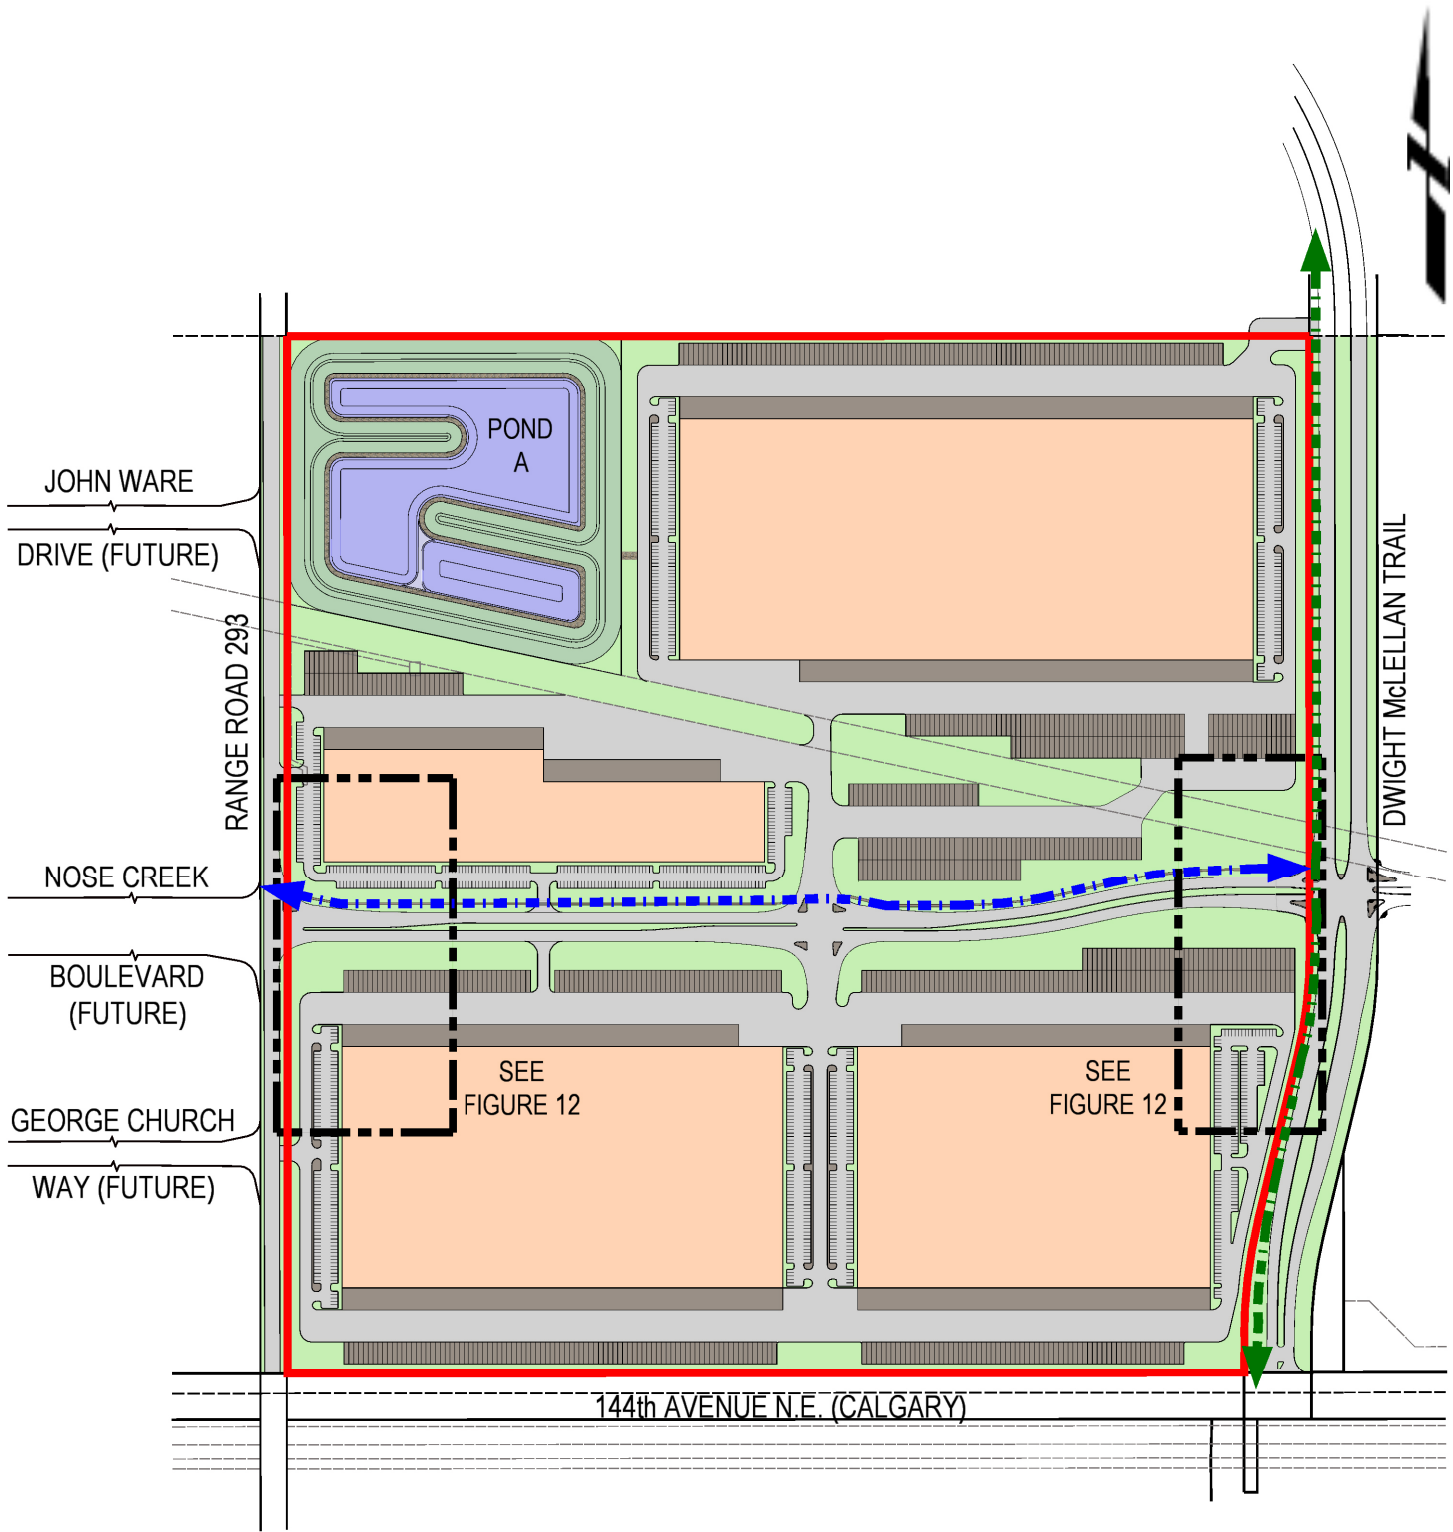 POND
A
JOHN WARE
DRIVE (FUTURE)
RANGE ROAD 293
DWIGHT McLELLAN TRAIL
NOSE CREEK
BOULEVARD
(FUTURE)
SEE
FIGURE 12
SEE
FIGURE 12
GEORGE CHURCH
WAY (FUTURE)
144th AVENUE N.E. (CALGARY)